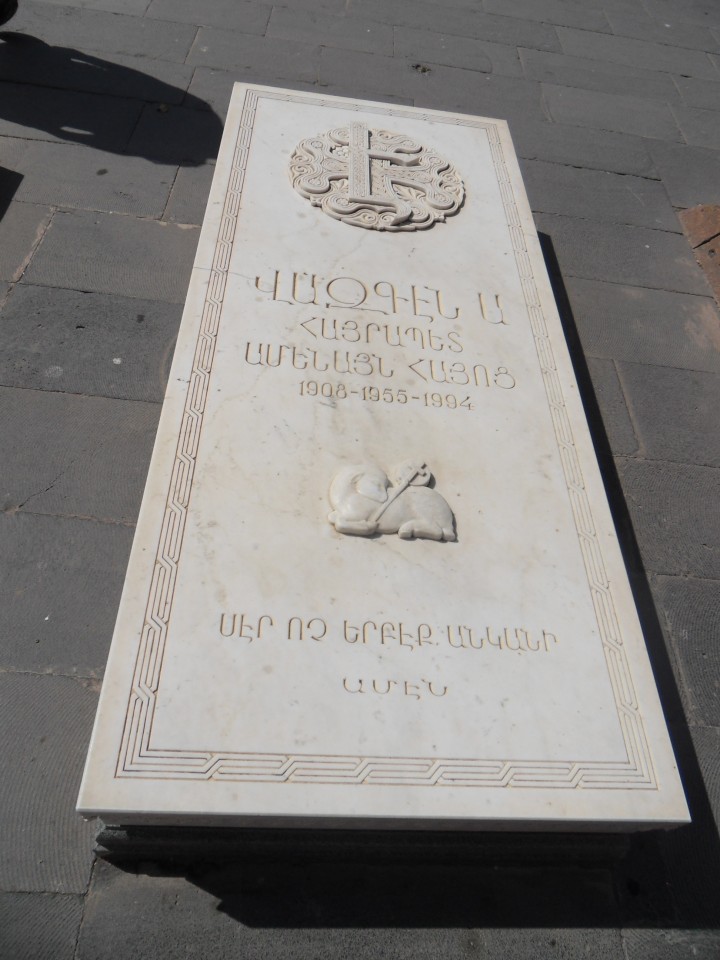 ՎԱԶԳԷՆ Ա
ՀԱՅՐԱՊԵՏ
ԱՄԵՆԱՅՆ ՀԱՅՈՑ
1908-1955-1994
ՍԷՐ ՈՉ ԵՐԲԷՔ ԱՆԿԱՆԻ
ԱՄԷՆ